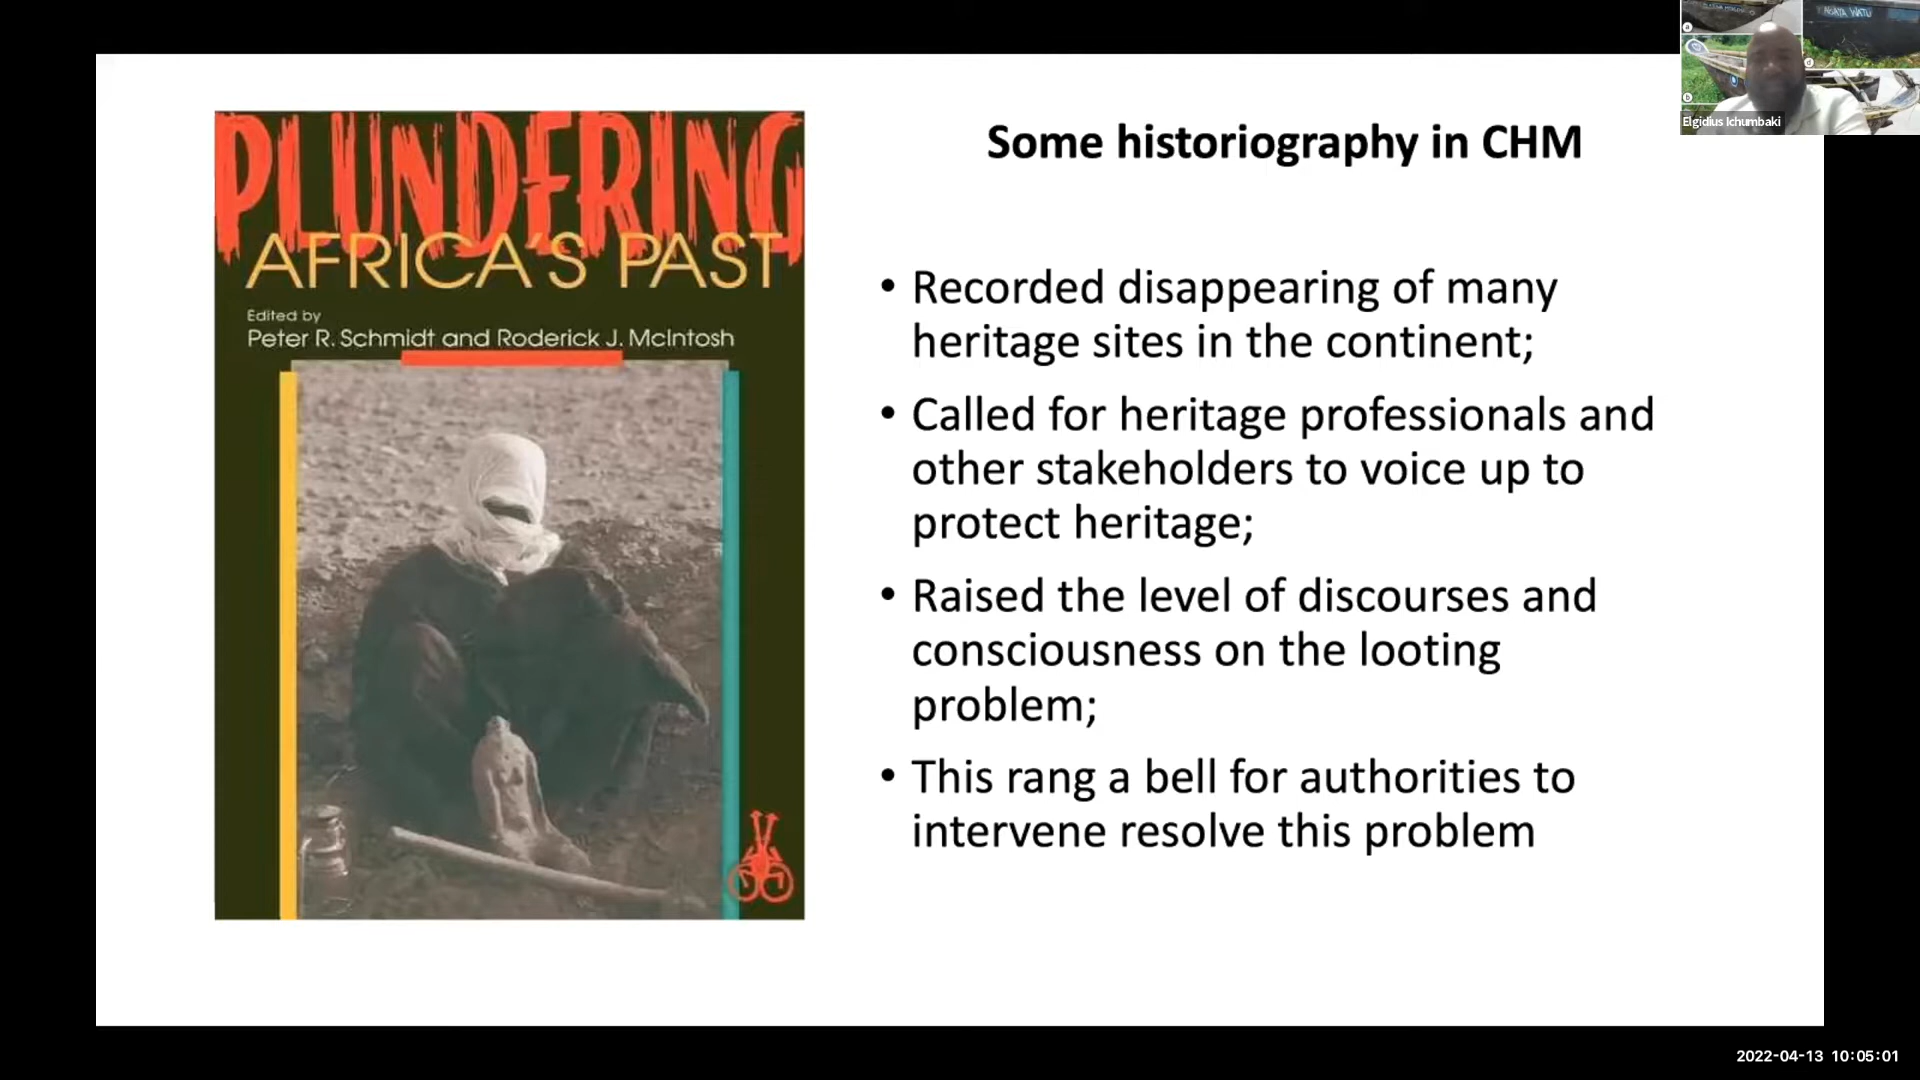 PLUNDERING
AFRICA'S PAST
Edited by
Peter R. Schmidt and Roderick J. McIntosh
Some historiography in CHM
• Recorded disappearing of many
heritage sites in the continent;
• Called for heritage professionals and
other stakeholders to voice up to
protect heritage;
• Raised the level of discourses and
consciousness on the looting
problem;
• This rang a bell for authorities to
intervene resolve this problem
NGAYA WATU
a
d
b
Elgidius Ichumbaki
2022-04-13 10:05:01